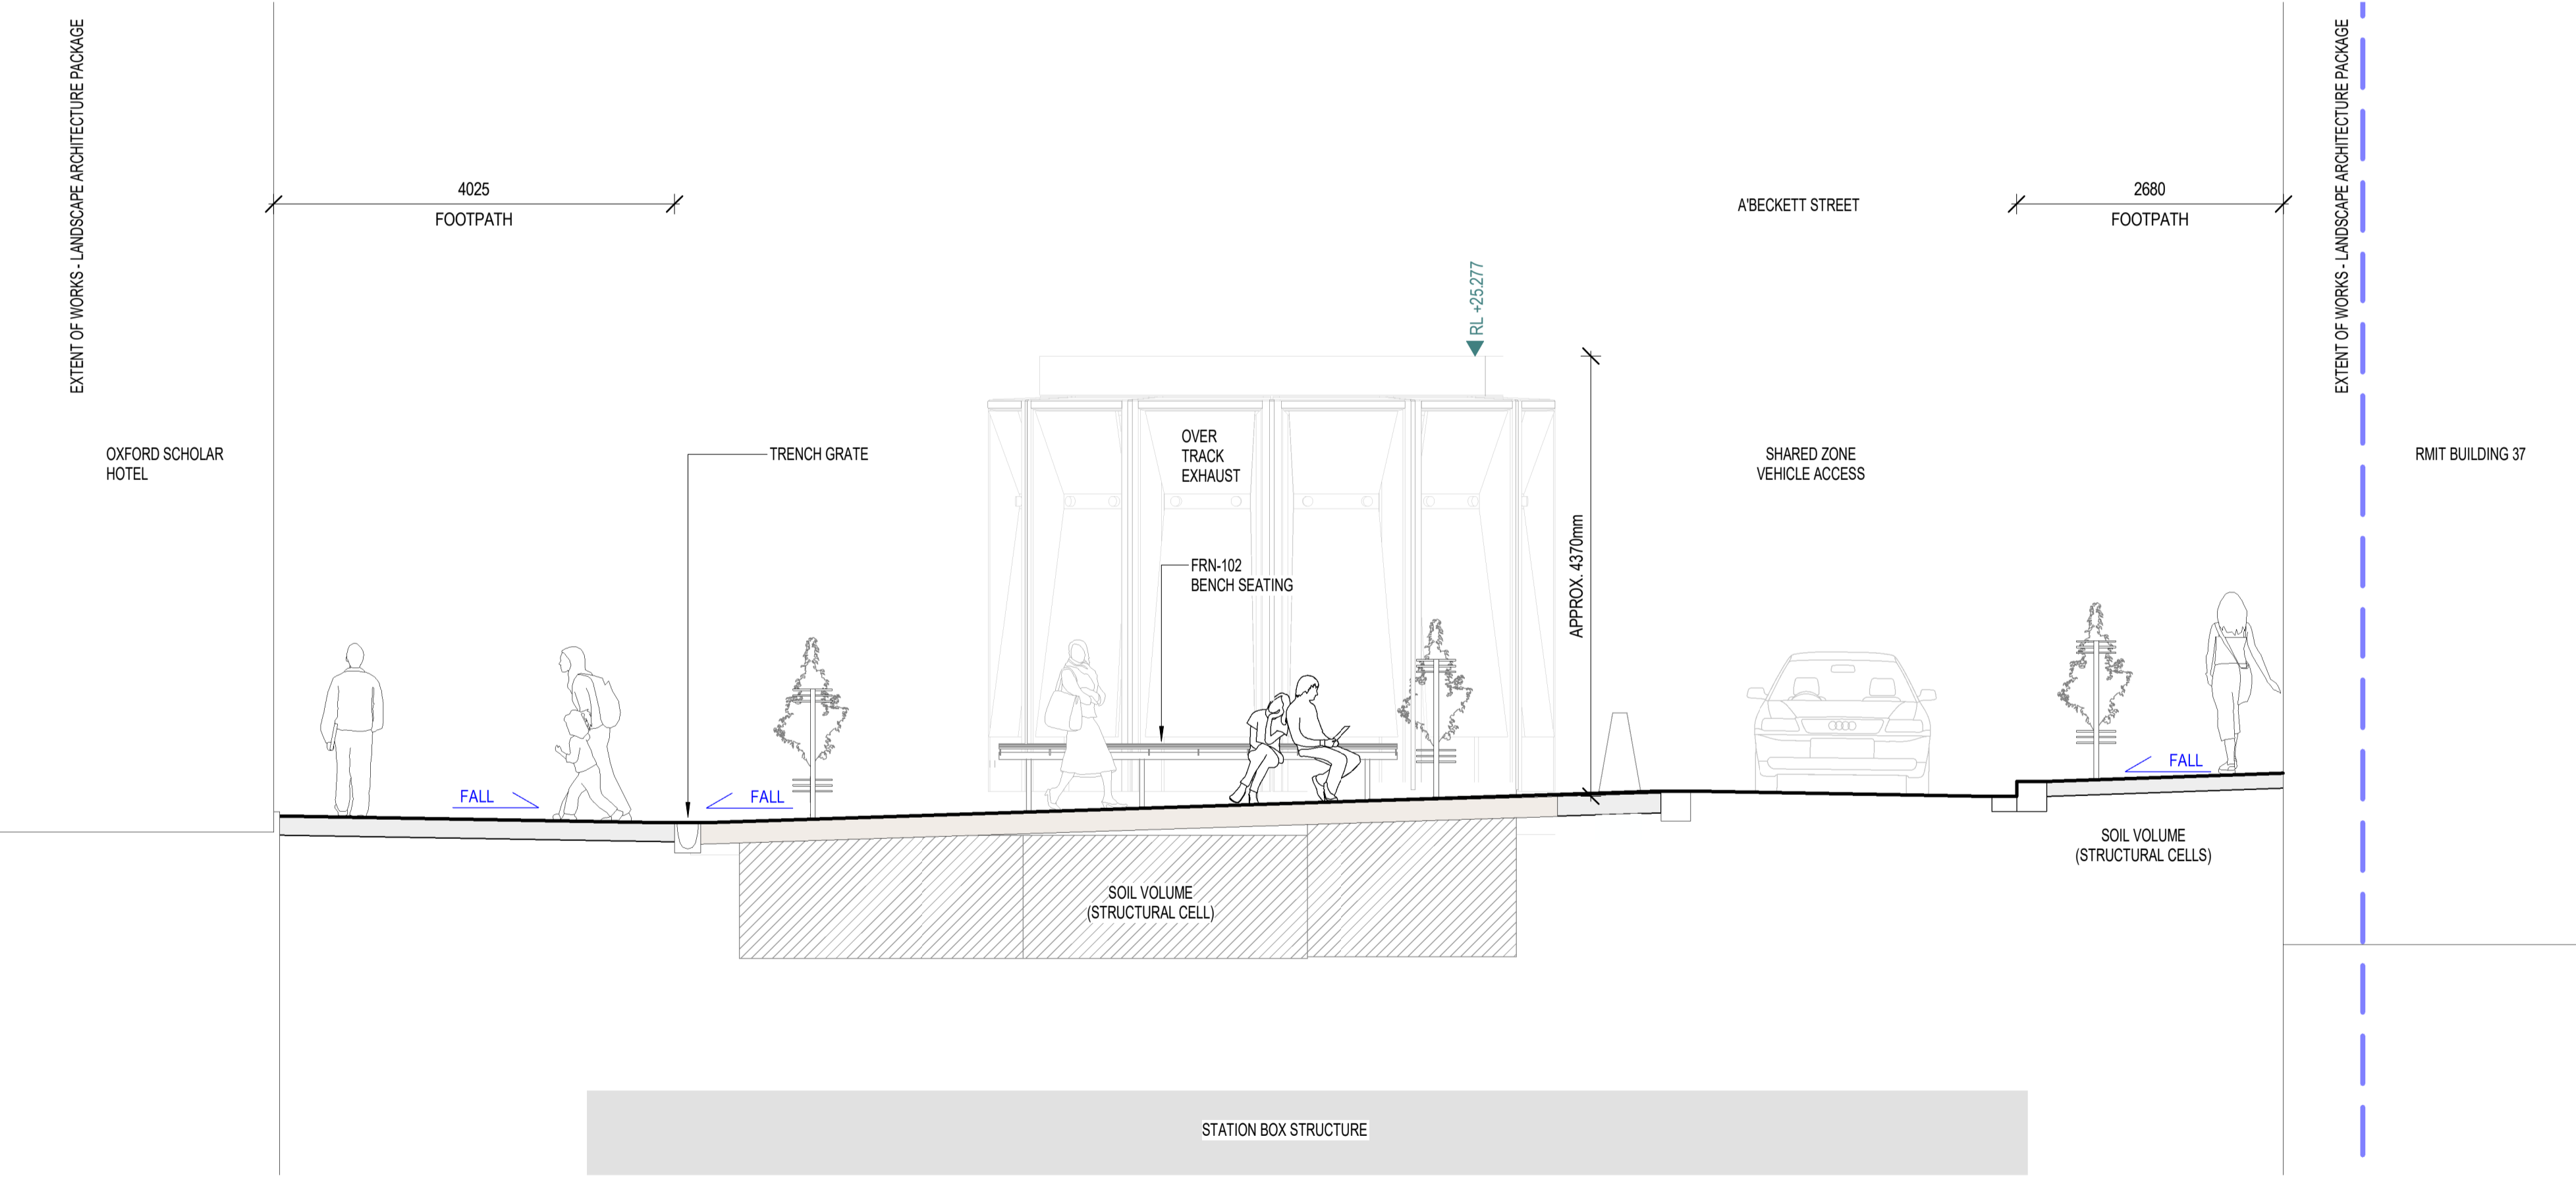 EXTENT OF WORKS - LANDSCAPE ARCHITECTURE PACKAGE
EXTENT OF WORKS - LANDSCAPE ARCHITECTURE PACKAGE
4025
FOOTPATH
A'BECKETT STREET
2680
FOOTPATH
RL +25.277
OXFORD SCHOLAR
HOTEL
TRENCH GRATE
OVER
TRACK
EXHAUST
SHARED ZONE
VEHICLE ACCESS
RMIT BUILDING 37
FRN-102
BENCH SEATING
APPROX. 4370mm
FALL
FALL
FALL
SOIL VOLUME
(STRUCTURAL CELL)
SOIL VOLUME
(STRUCTURAL CELLS)
STATION BOX STRUCTURE